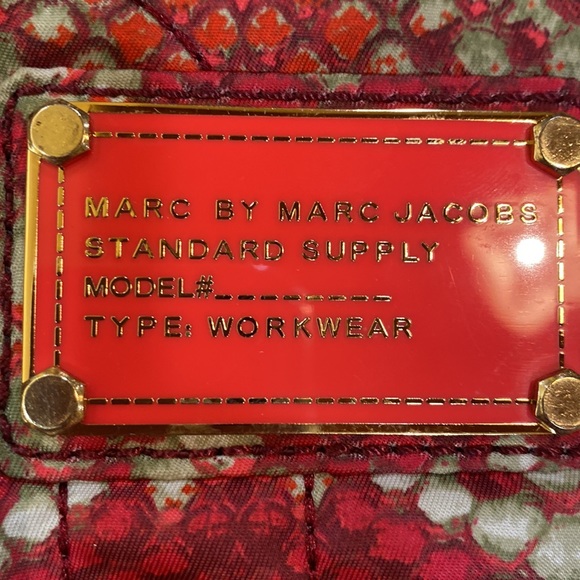 MARC BY MARC JACOBS
STANDARD SUPPLY
MODEL#_________
TYPE: WORKWEAR